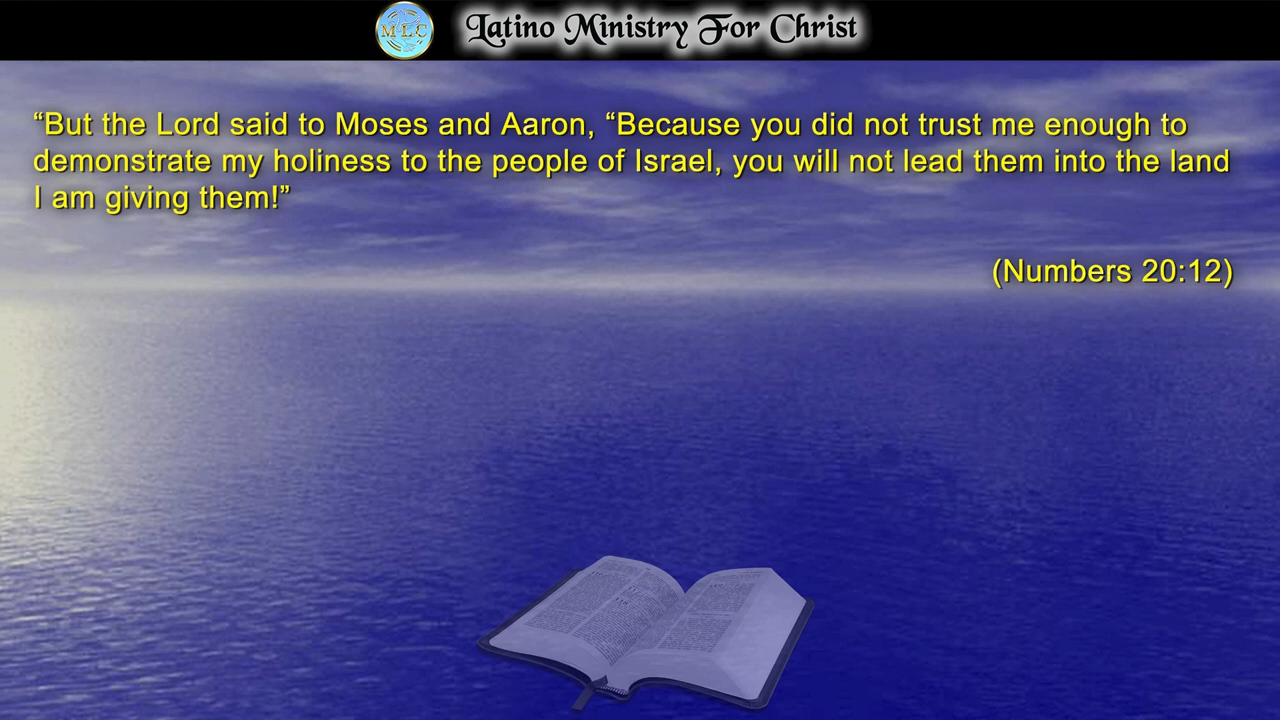 MLC
Latino Ministry For Christ
“But the Lord said to Moses and Aaron, “Because you did not trust me enough to
demonstrate my holiness to the people of Israel, you will not lead them into the land
I am giving them!”
(Numbers 20:12)